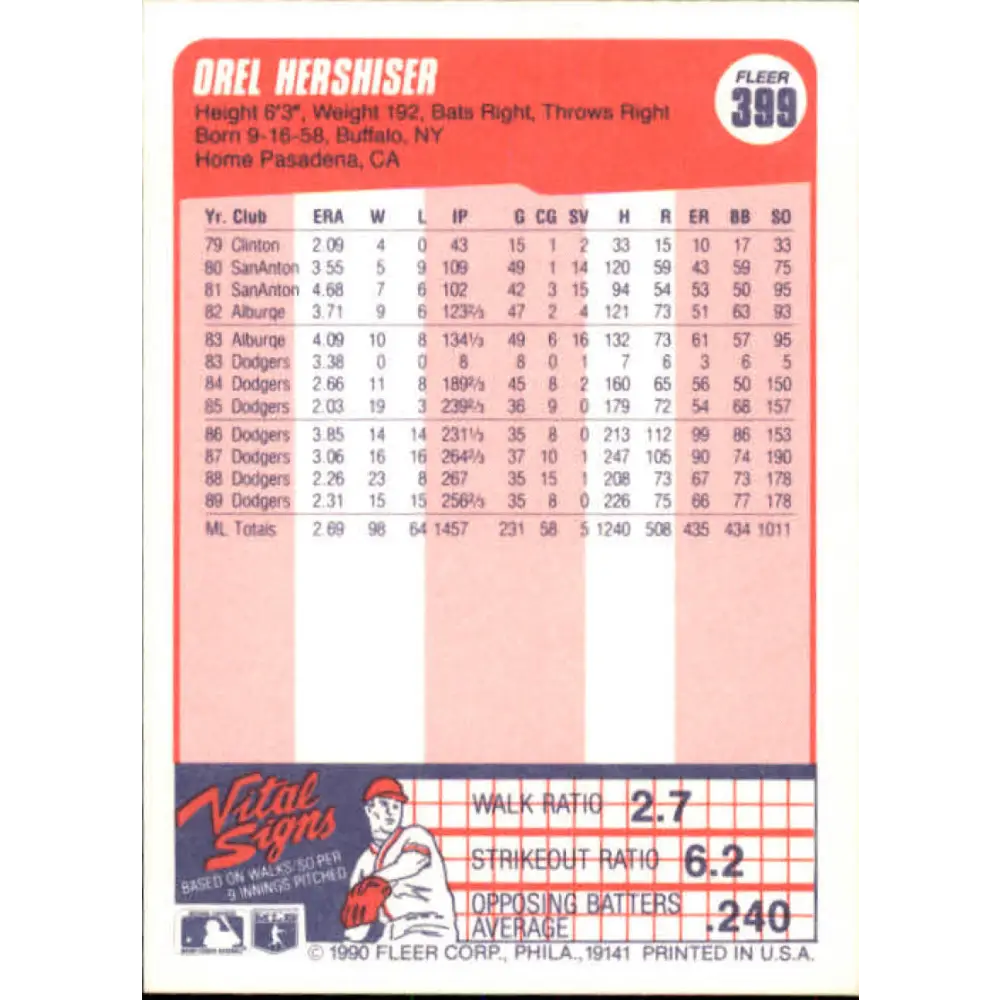 OREL HERSHISER
FLEER
399
Height 6'3", Weight 192, Bats Right, Throws Right
Born 9-16-58, Buffalo, NY
Home Pasadena, CA
Yr. Club ERA W L IP G CG SV H R ER BB SO
79 Clinton 2.09 4 0 43 15 1 2 33 15 10 17 33
80 SanAnton 3.55 5 9 109 49 1 14 120 59 43 59 75
81 SanAnton 4.68 7 6 102 42 3 15 94 54 53 50 95
82 Alburqe 3.71 9 6 123⅔ 47 2 4 121 73 51 63 93
83 Alburqe 4.09 10 8 134⅓ 49 6 16 132 73 61 57 95
83 Dodgers 3.38 0 0 8 8 0 1 7 6 3 6 5
84 Dodgers 2.66 11 8 189⅔ 45 8 2 160 65 56 50 150
85 Dodgers 2.03 19 3 239⅔ 36 9 0 179 72 54 68 157
86 Dodgers 3.85 14 14 231⅓ 35 8 0 213 112 99 86 153
87 Dodgers 3.06 16 16 264⅔ 37 10 1 247 105 90 74 190
88 Dodgers 2.26 23 8 267 35 15 1 208 73 67 73 178
89 Dodgers 2.31 15 15 256⅔ 35 8 0 226 75 66 77 178
ML Totals 2.69 98 64 1457 231 58 5 1240 508 435 434 1011
Vital
Signs
BASED ON WALKS/SO PER
9 INNINGS PITCHED
WALK RATIO 2.7
STRIKEOUT RATIO 6.2
OPPOSING BATTERS
AVERAGE .240
© 1990 FLEER CORP., PHILA., 19141 PRINTED IN U.S.A.